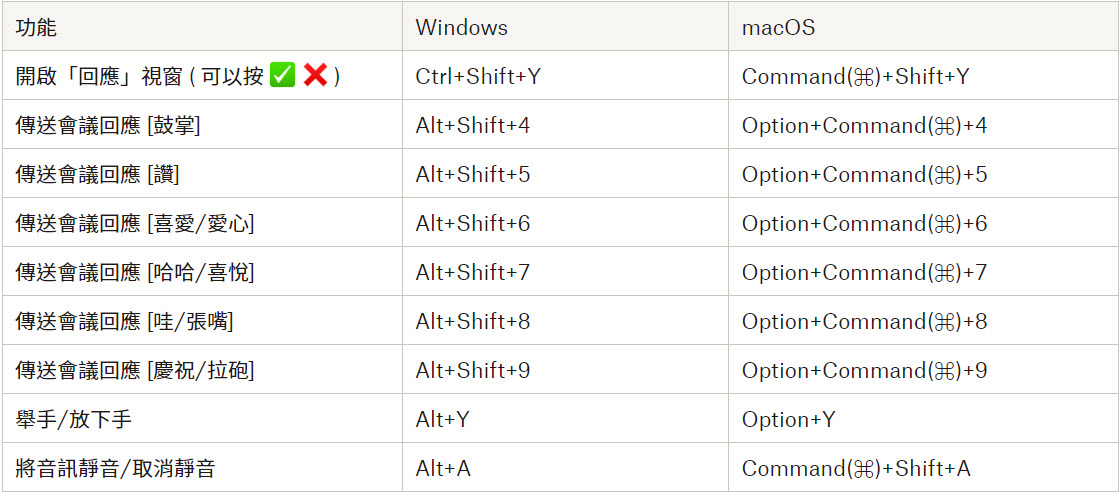 功能 Windows macOS
開啟「回應」視窗 ( 可以按 ✅ ❌ ) Ctrl+Shift+Y Command(⌘)+Shift+Y
傳送會議回應 [鼓掌] Alt+Shift+4 Option+Command(⌘)+4
傳送會議回應 [讚] Alt+Shift+5 Option+Command(⌘)+5
傳送會議回應 [喜愛/愛心] Alt+Shift+6 Option+Command(⌘)+6
傳送會議回應 [哈哈/喜悅] Alt+Shift+7 Option+Command(⌘)+7
傳送會議回應 [哇/張嘴] Alt+Shift+8 Option+Command(⌘)+8
傳送會議回應 [慶祝/拉砲] Alt+Shift+9 Option+Command(⌘)+9
舉手/放下手 Alt+Y Option+Y
將音訊靜音/取消靜音 Alt+A Command(⌘)+Shift+A